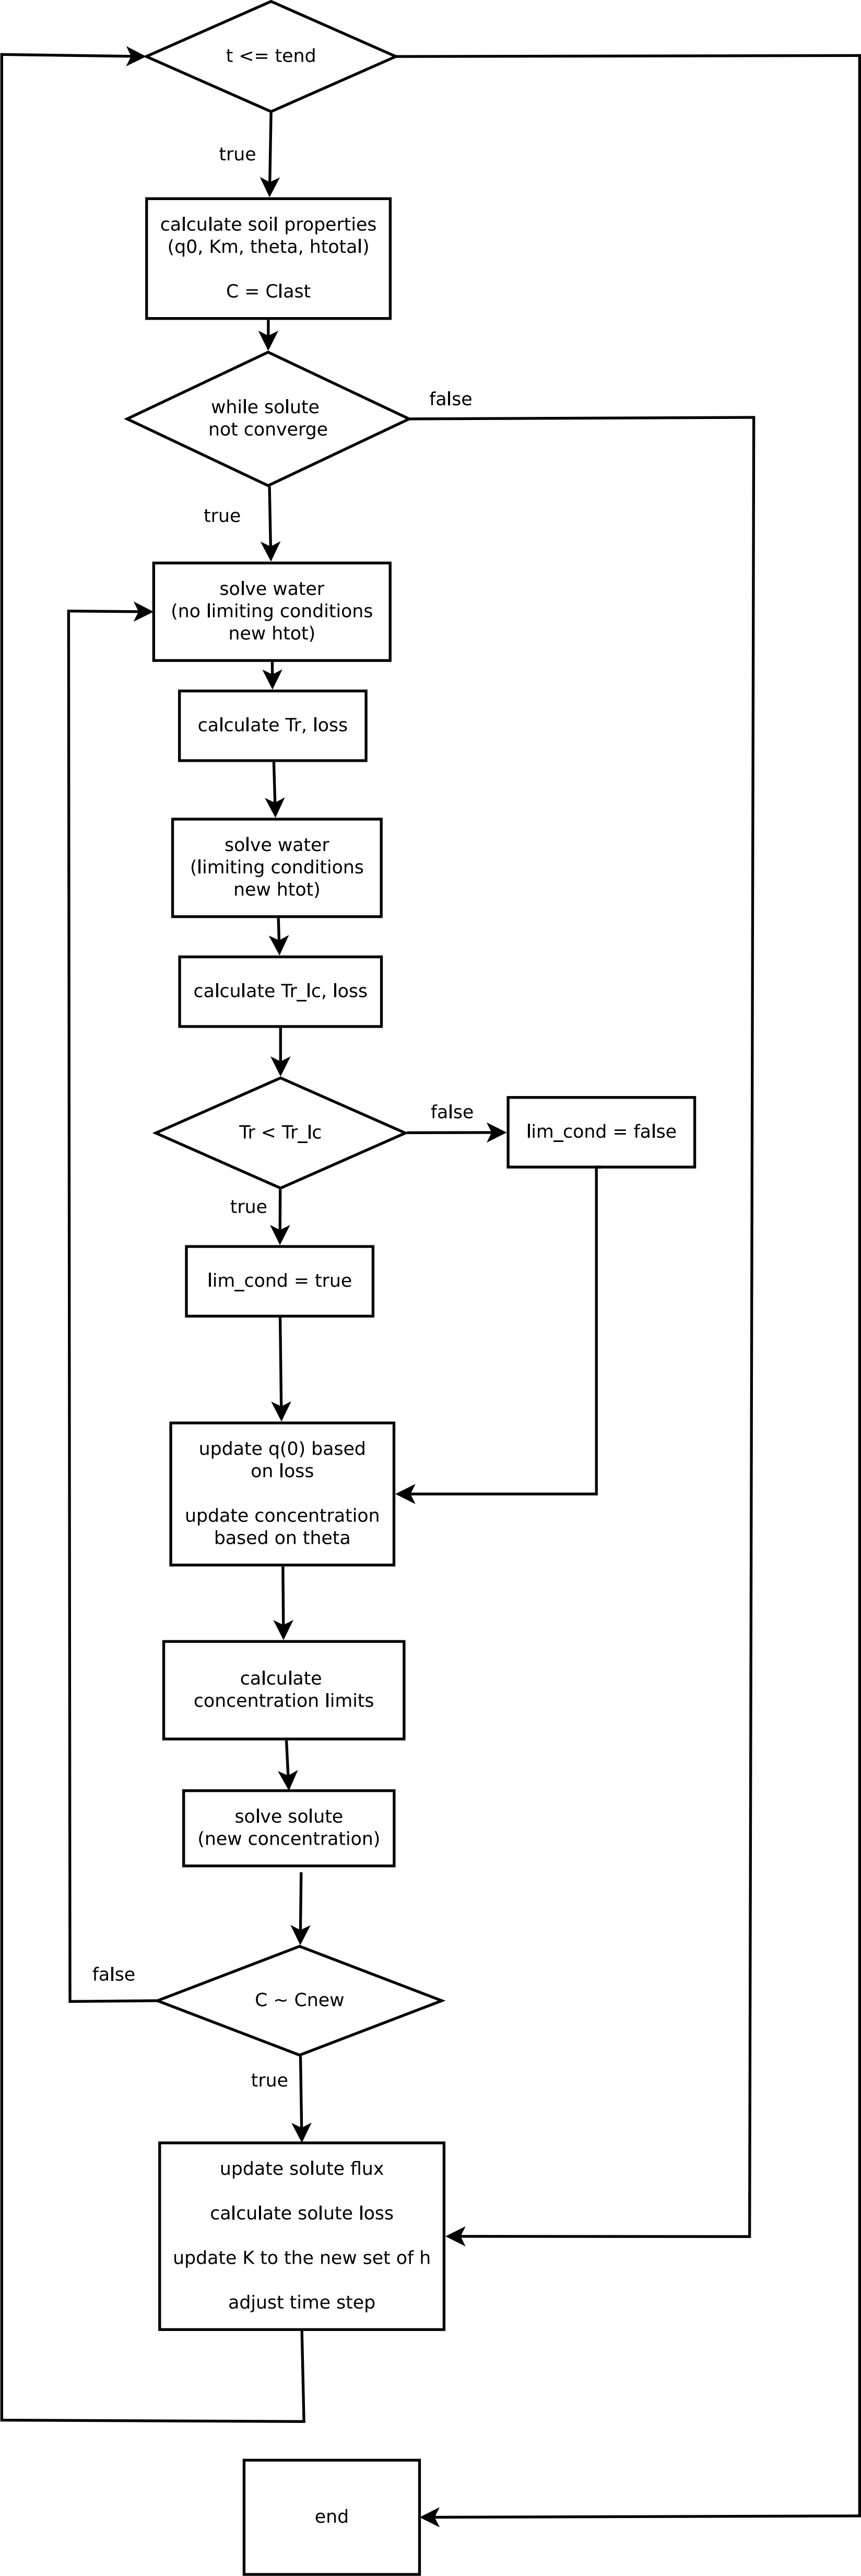 t <= tend
true
calculate soil properties
(q0, Km, theta, htotal)
C = Clast
while solute
not converge
false
true
solve water
(no limiting conditions
new htot)
calculate Tr, loss
solve water
(limiting conditions
new htot)
calculate Tr_lc, loss
Tr < Tr_lc
false
lim_cond = false
true
lim_cond = true
update q(0) based
on loss
update concentration
based on theta
calculate
concentration limits
solve solute
(new concentration)
C ~ Cnew
false
true
update solute flux
calculate solute loss
update K to the new set of h
adjust time step
end